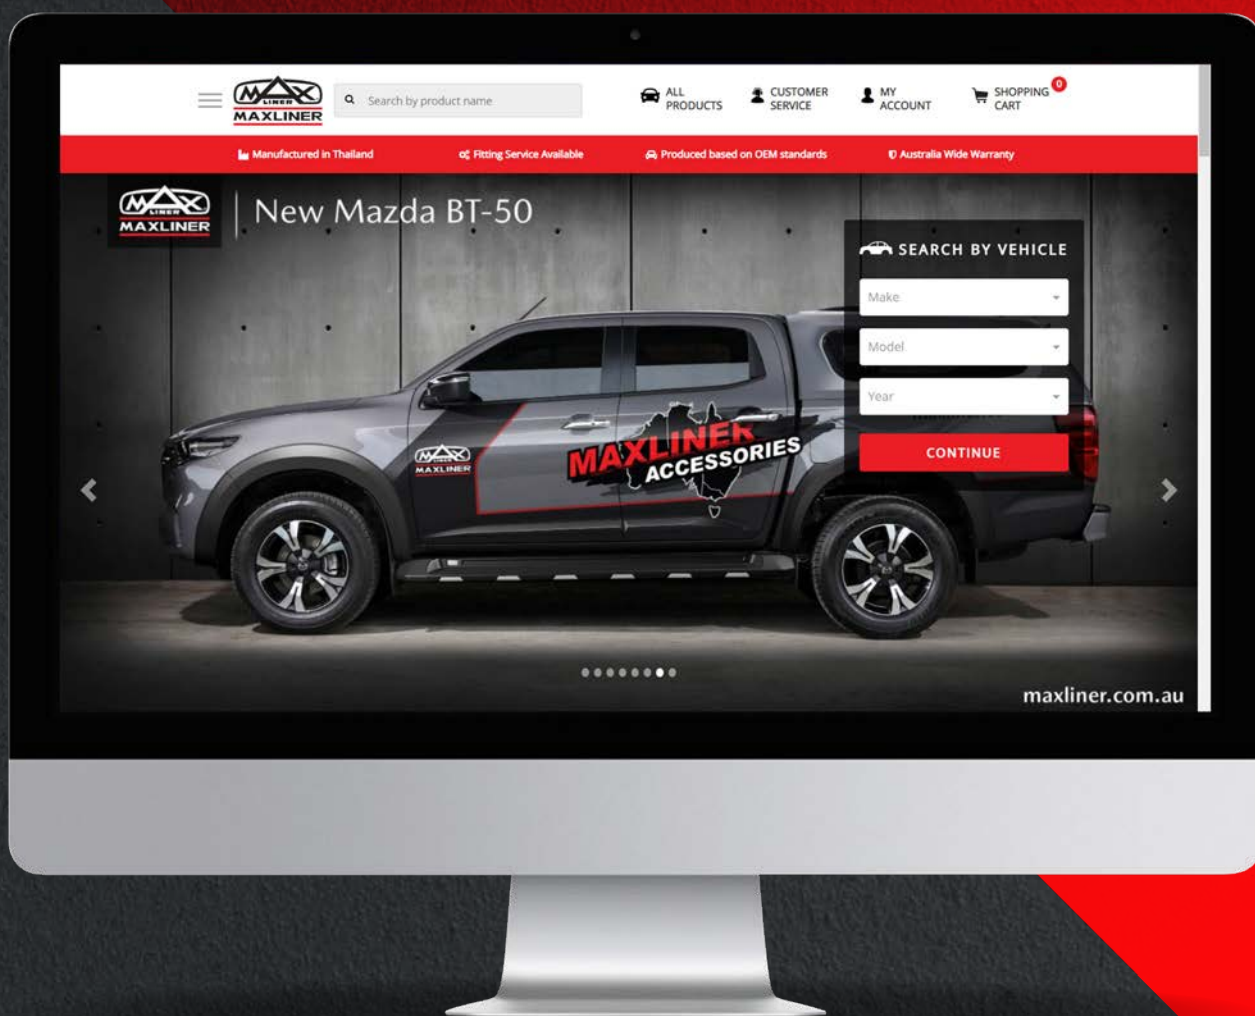 MAX
LINER
MAXLINER
Search by product name
ALL
PRODUCTS
CUSTOMER
SERVICE
MY
ACCOUNT
SHOPPING
CART
0
Manufactured in Thailand
Fitting Service Available
Produced based on OEM standards
Australia Wide Warranty
MAX
LINER
MAXLINER
New Mazda BT-50
SEARCH BY VEHICLE
Make
Model
Year
CONTINUE
MAX
LINER
MAXLINER
MAXLINER
ACCESSORIES
maxliner.com.au